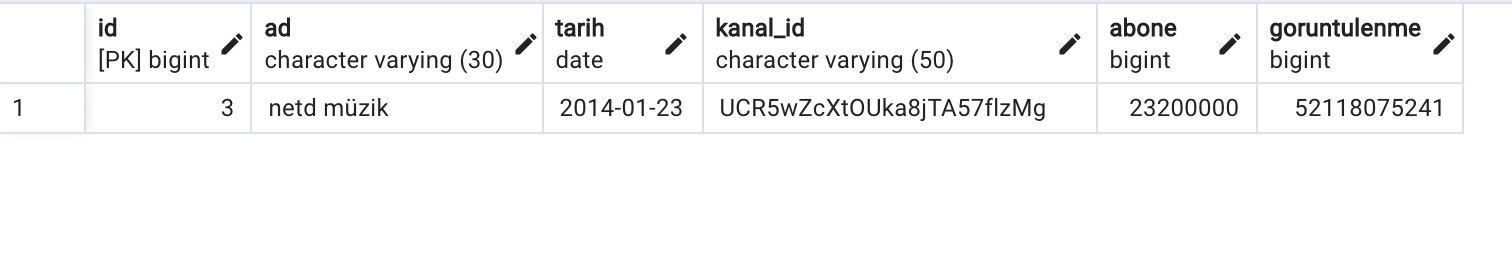 id ad tarih kanal_id abone goruntulenme
[PK] bigint character varying (30) date character varying (50) bigint bigint
1 3 netd müzik 2014-01-23 UCR5wZcXtOUka8jTA57flzMg 23200000 52118075241